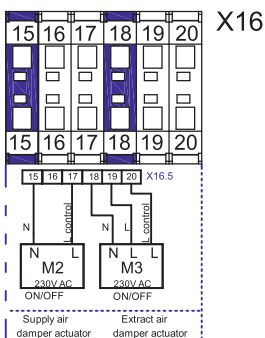 X16
15 16 17 18 19 20
15 16 17 18 19 20
15 16 17 18 19 20 X16.5
N L control N L L control
N L N L L
M2 M3
230V AC 230V AC
ON/OFF ON/OFF
Supply air Extract air
damper actuator damper actuator